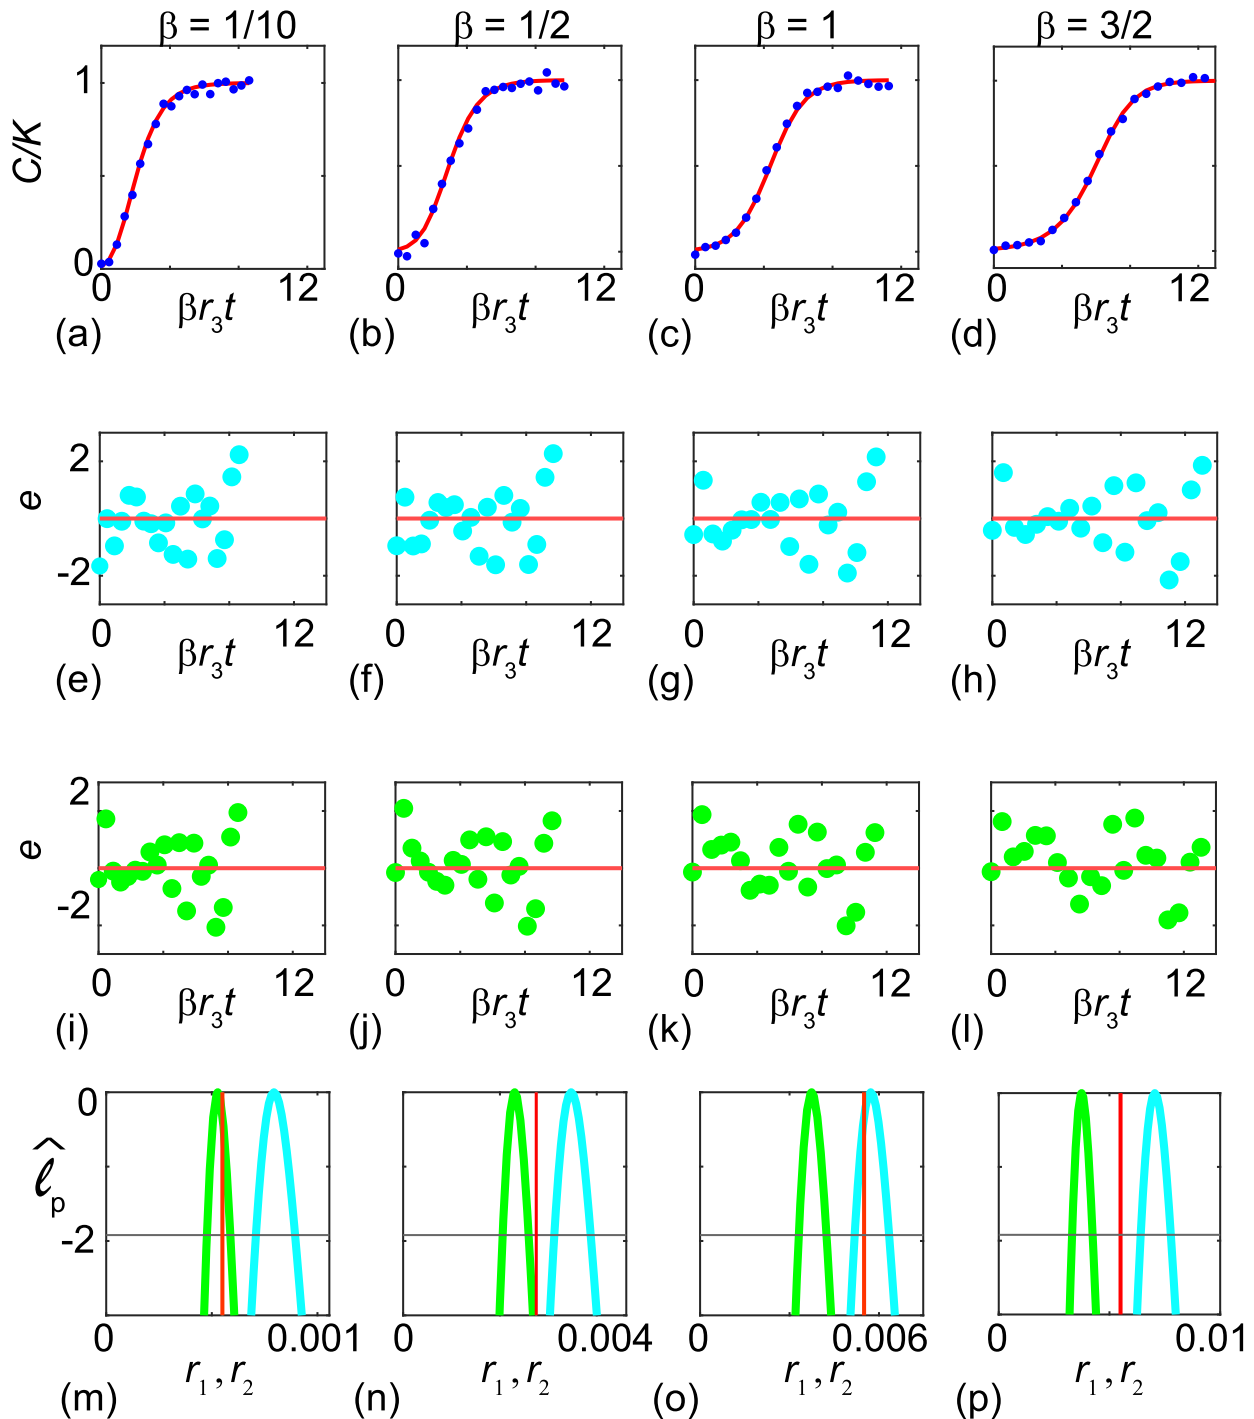 β = 1/10 β = 1/2 β = 1 β = 3/2
1
C/K
0
0 12 0 12 0 12 0 12
βr₃t βr₃t βr₃t βr₃t
(a) (b) (c) (d)
2
e
-2
0 12 0 12 0 12 0 12
βr₃t βr₃t βr₃t βr₃t
(e) (f) (g) (h)
2
e
-2
0 12 0 12 0 12 0 12
βr₃t βr₃t βr₃t βr₃t
(i) (j) (k) (l)
0
ℓ̂ₚ
-2
0 0.001 0 0.004 0 0.006 0 0.01
r₁, r₂ r₁, r₂ r₁, r₂ r₁, r₂
(m) (n) (o) (p)